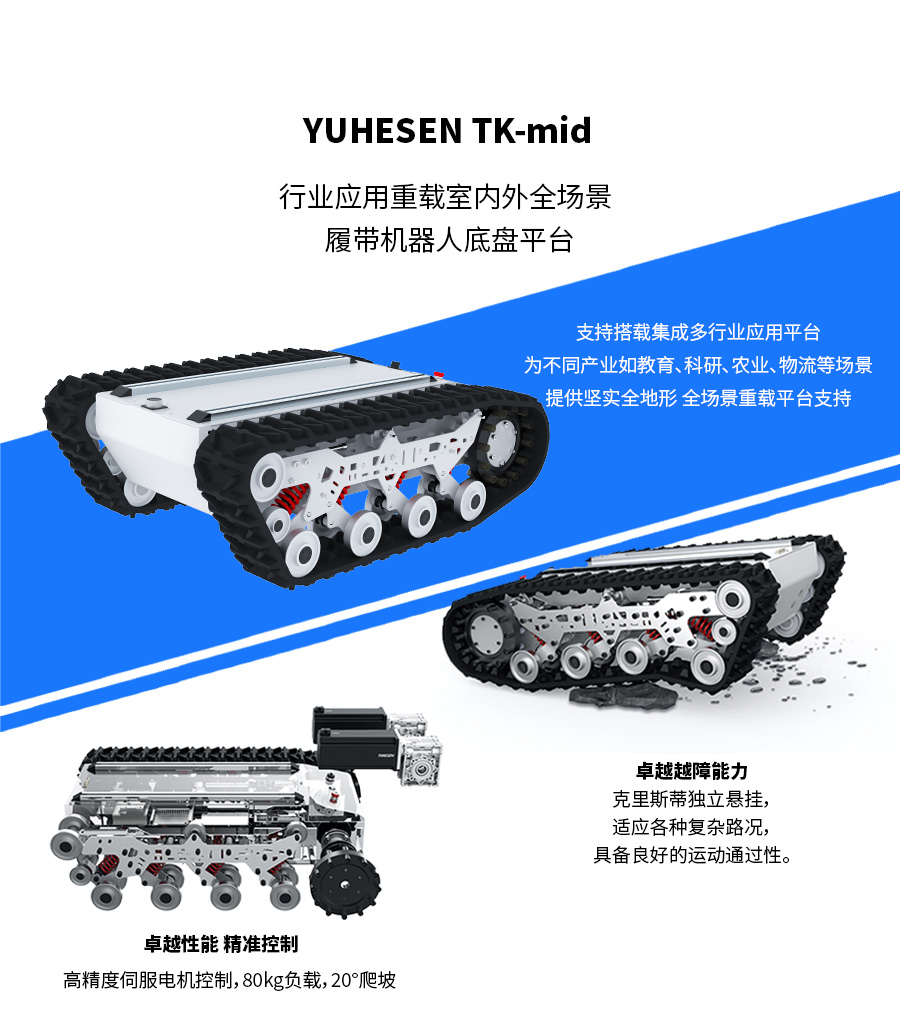 YUHESEN TK-mid
行业应用重载室内外全场景
履带机器人底盘平台
支持搭载集成多行业应用平台
为不同产业如教育、科研、农业、物流等场景
提供坚实全地形 全场景重载平台支持
卓越越障能力
克里斯蒂独立悬挂,
适应各种复杂路况,
具备良好的运动通过性。
YUHESEN
卓越性能 精准控制
高精度伺服电机控制, 80kg负载, 20°爬坡